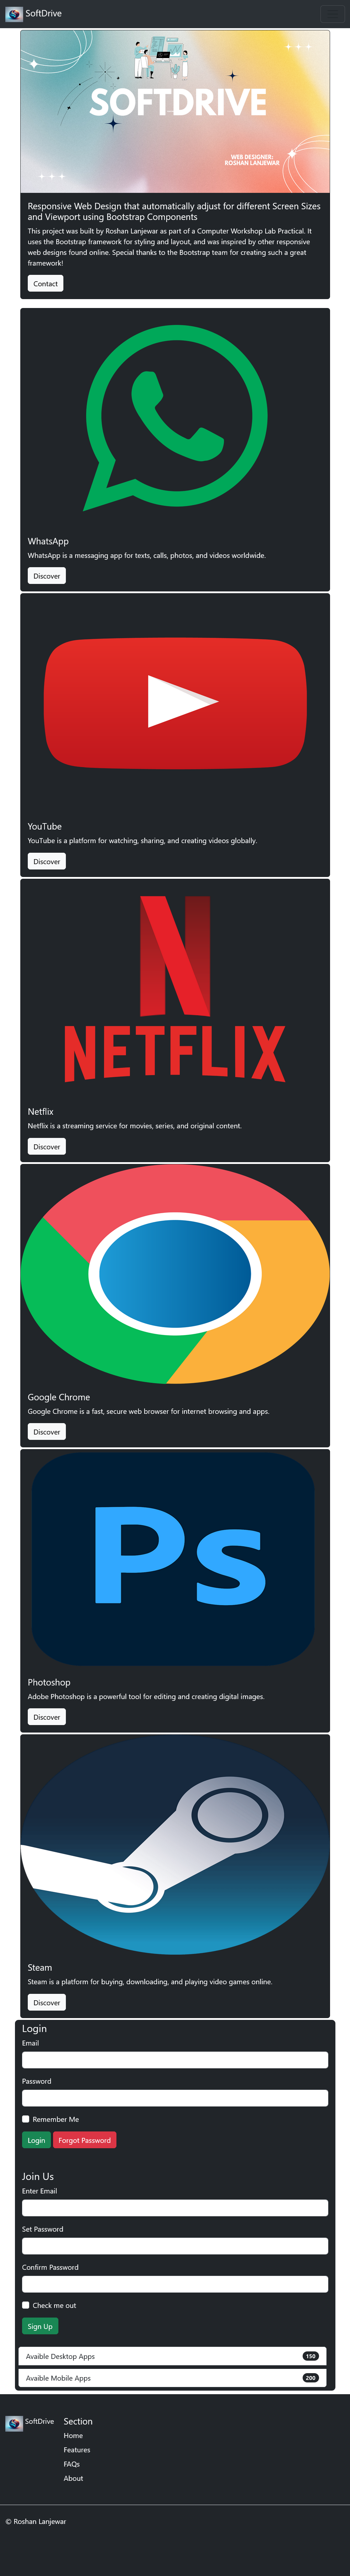 SoftDrive
SOFTDRIVE
WEB DESIGNER:
ROSHAN LANJEWAR
Responsive Web Design that automatically adjust for different Screen Sizes
and Viewport using Bootstrap Components
This project was built by Roshan Lanjewar as part of a Computer Workshop Lab Practical. It
uses the Bootstrap framework for styling and layout, and was inspired by other responsive
web designs found online. Special thanks to the Bootstrap team for creating such a great
framework!
Contact
WhatsApp
WhatsApp is a messaging app for texts, calls, photos, and videos worldwide.
Discover
YouTube
YouTube is a platform for watching, sharing, and creating videos globally.
Discover
N
NETFLIX
Netflix
Netflix is a streaming service for movies, series, and original content.
Discover
Google Chrome
Google Chrome is a fast, secure web browser for internet browsing and apps.
Discover
Ps
Photoshop
Adobe Photoshop is a powerful tool for editing and creating digital images.
Discover
Steam
Steam is a platform for buying, downloading, and playing video games online.
Discover
Login
Email
Password
Remember Me
Login Forgot Password
Join Us
Enter Email
Set Password
Confirm Password
Check me out
Sign Up
Avaible Desktop Apps 150
Avaible Mobile Apps 200
SoftDrive
Section
Home
Features
FAQs
About
© Roshan Lanjewar